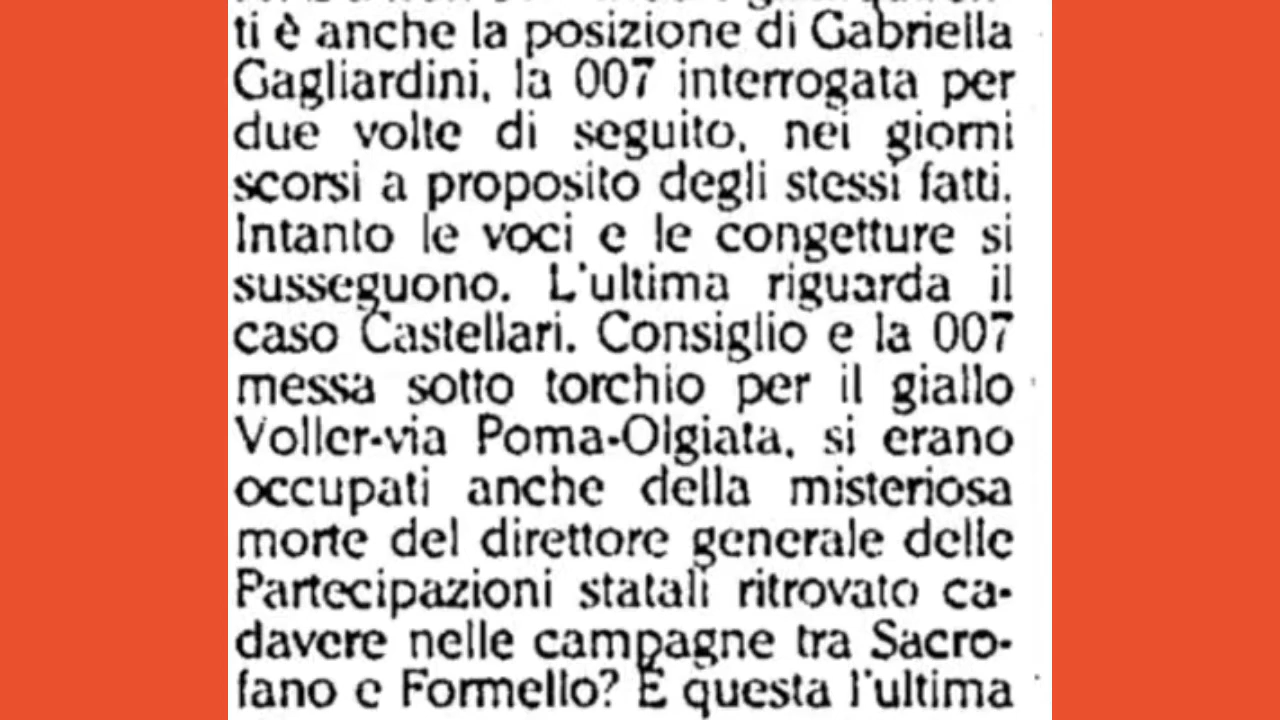 ti è anche la posizione di Gabriella
Gagliardini, la 007 interrogata per
due volte di seguito, nei giorni
scorsi a proposito degli stessi fatti.
Intanto le voci e le congetture si
susseguono. L'ultima riguarda il
caso Castellari. Consiglio e la 007
messa sotto torchio per il giallo
Voller-via Poma-Olgiata, si erano
occupati anche della misteriosa
morte del direttore generale delle
Partecipazioni statali ritrovato ca-
davere nelle campagne tra Sacro-
fano e Formello? E questa l'ultima